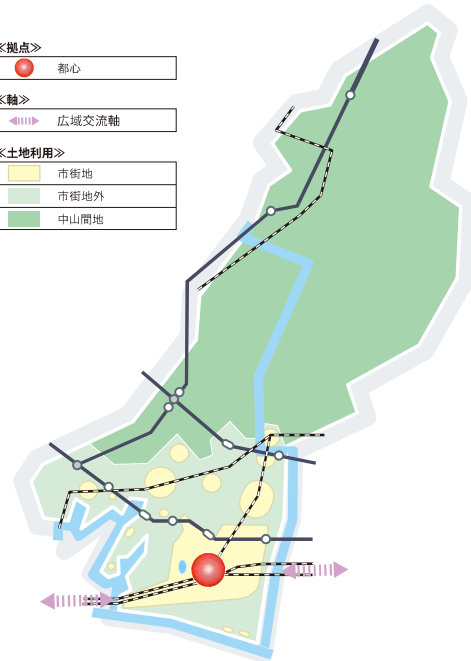 ≪拠点≫
都心
≪軸≫
広域交流軸
≪土地利用≫
市街地
市街地外
中山間地